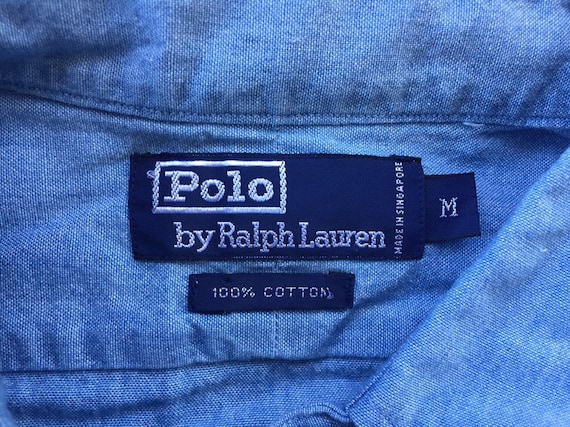 Polo
by Ralph Lauren
MADE IN SINGAPORE
M
100% COTTON